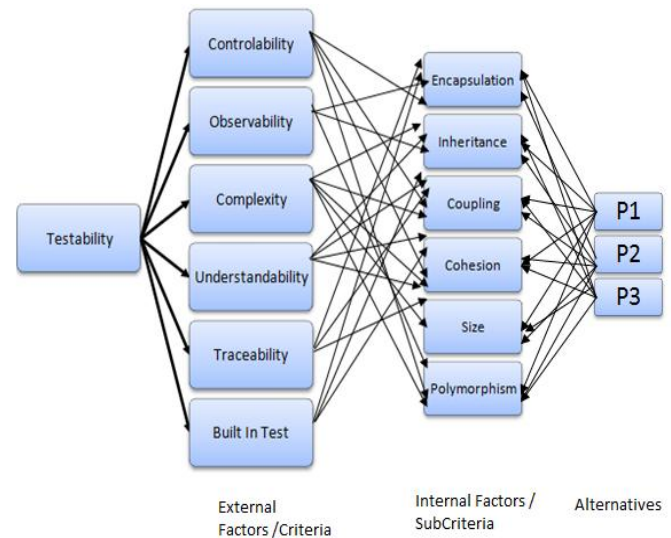 Testability
Controlability
Observability
Complexity
Understandability
Traceability
Built In Test
Encapsulation
Inheritance
Coupling
Cohesion
Size
Polymorphism
P1
P2
P3
External
Factors /Criteria
Internal Factors /
SubCriteria
Alternatives